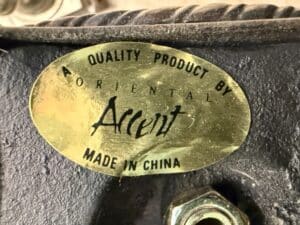 A QUALITY PRODUCT BY
ORIENTAL
Accent
MADE IN CHINA